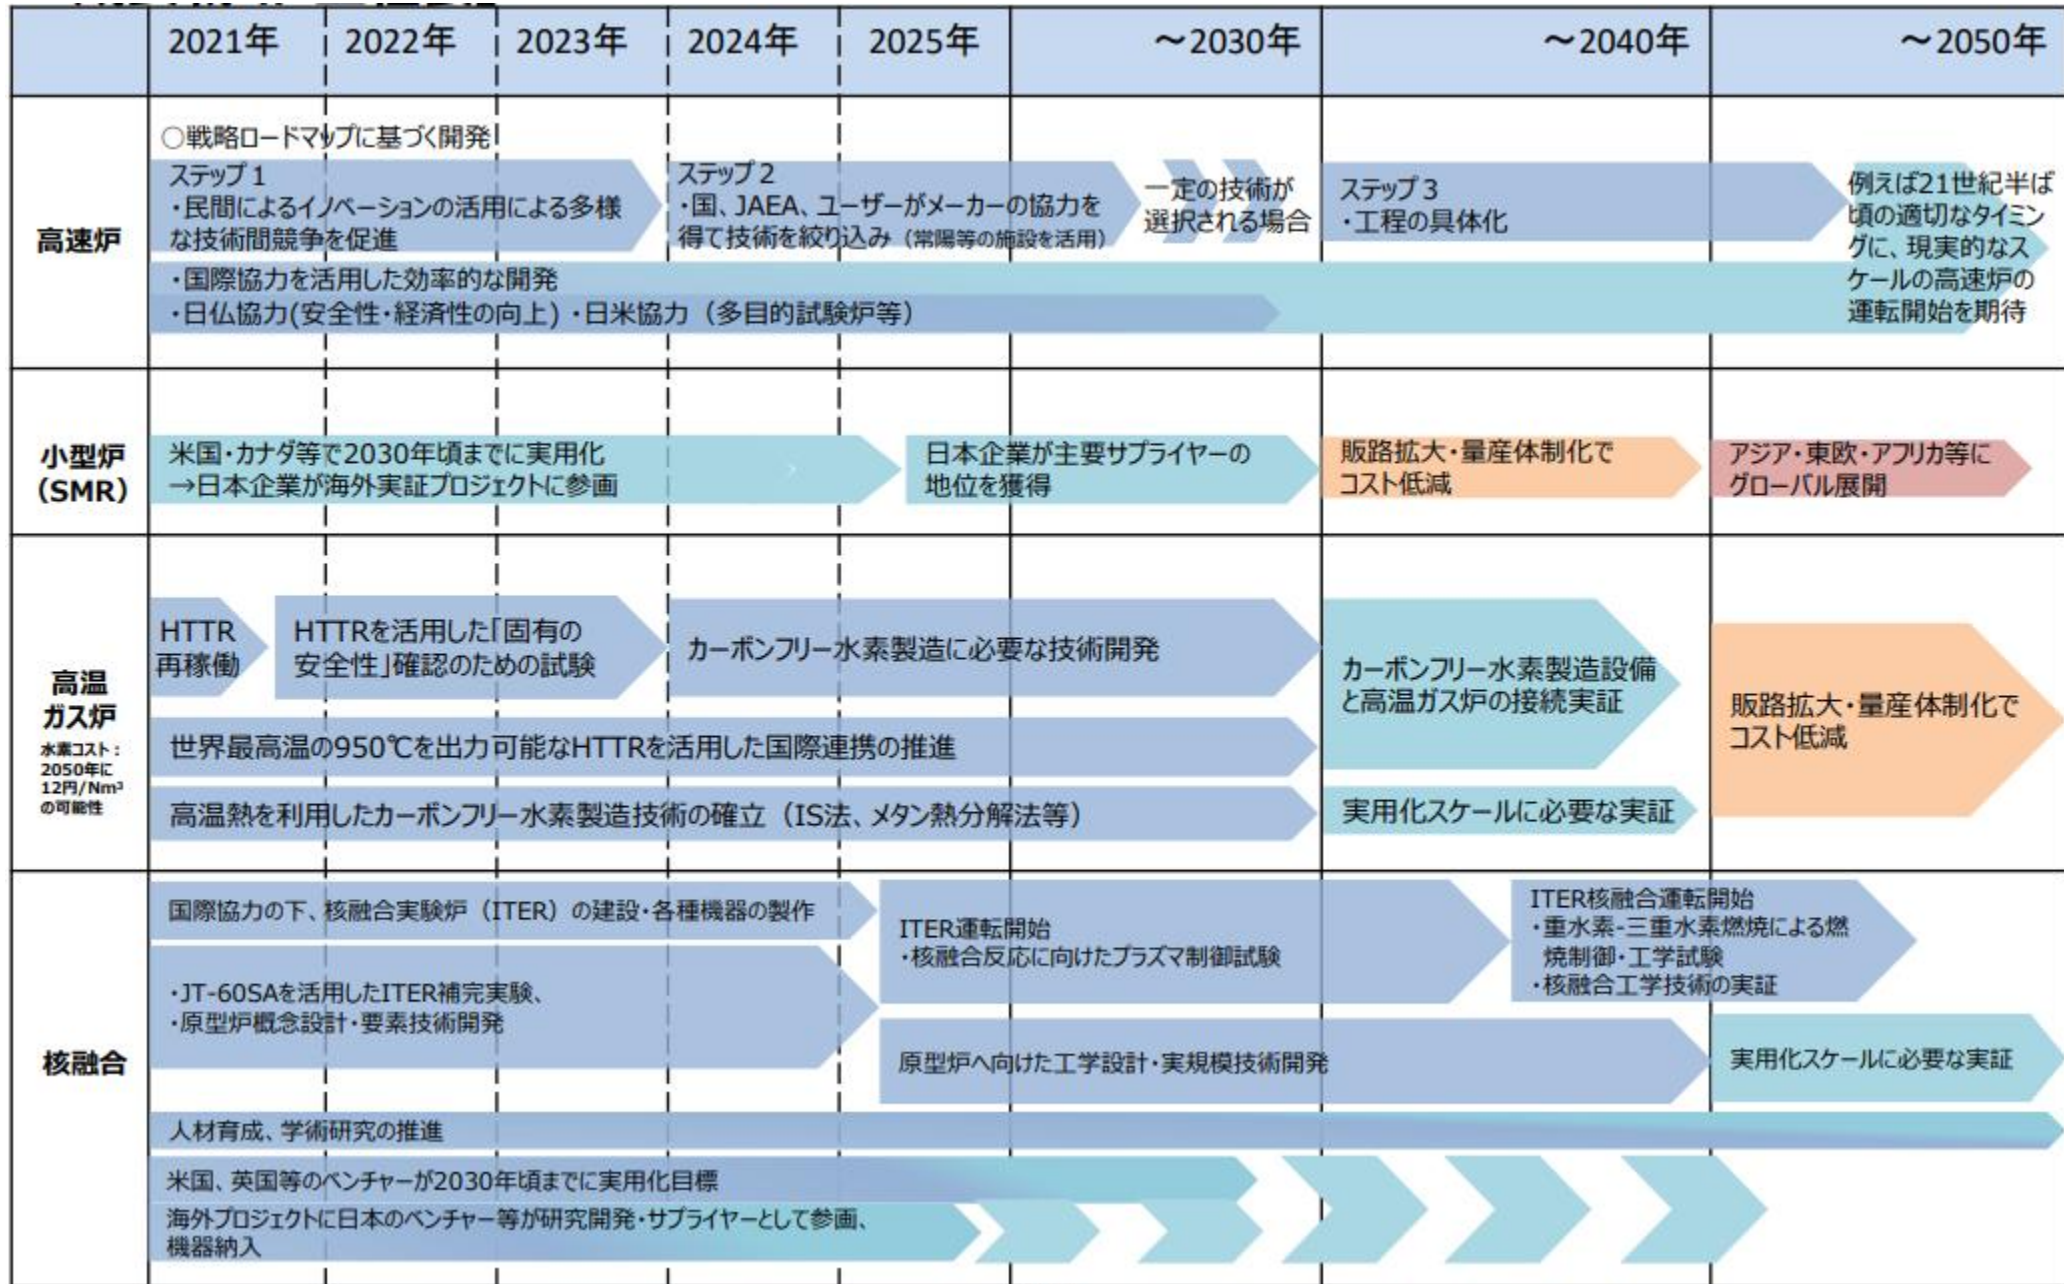 2021年
2022年
2023年
2024年
2025年
～2030年
～2040年
～2050年
高速炉
○戦略ロードマップに基づく開発
ステップ1
・民間によるイノベーションの活用による多様
な技術間競争を促進
ステップ2
・国、JAEA、ユーザーがメーカーの協力を
得て技術を絞り込み（常陽等の施設を活用）
一定の技術が
選択される場合
ステップ3
・工程の具体化
例えば21世紀半ば
頃の適切なタイミン
グに、現実的なス
ケールの高速炉の
運転開始を期待
・国際協力を活用した効率的な開発
・日仏協力(安全性・経済性の向上) ・日米協力（多目的試験炉等）
小型炉
（SMR）
米国・カナダ等で2030年頃までに実用化
→日本企業が海外実証プロジェクトに参画
日本企業が主要サプライヤーの
地位を獲得
販路拡大・量産体制化で
コスト低減
アジア・東欧・アフリカ等に
グローバル展開
高温
ガス炉
水素コスト：
2050年に
12円/Nm³
の可能性
HTTR
再稼働
HTTRを活用した「固有の
安全性」確認のための試験
カーボンフリー水素製造に必要な技術開発
カーボンフリー水素製造設備
と高温ガス炉の接続実証
販路拡大・量産体制化で
コスト低減
世界最高温の950℃を出力可能なHTTRを活用した国際連携の推進
高温熱を利用したカーボンフリー水素製造技術の確立（IS法、メタン熱分解法等）
実用化スケールに必要な実証
核融合
国際協力の下、核融合実験炉（ITER）の建設・各種機器の製作
・JT-60SAを活用したITER補完実験、
・原型炉概念設計・要素技術開発
ITER運転開始
・核融合反応に向けたプラズマ制御試験
ITER核融合運転開始
・重水素-三重水素燃焼による燃
焼制御・工学試験
・核融合工学技術の実証
原型炉へ向けた工学設計・実規模技術開発
実用化スケールに必要な実証
人材育成、学術研究の推進
米国、英国等のベンチャーが2030年頃までに実用化目標
海外プロジェクトに日本のベンチャー等が研究開発・サプライヤーとして参画、
機器納入